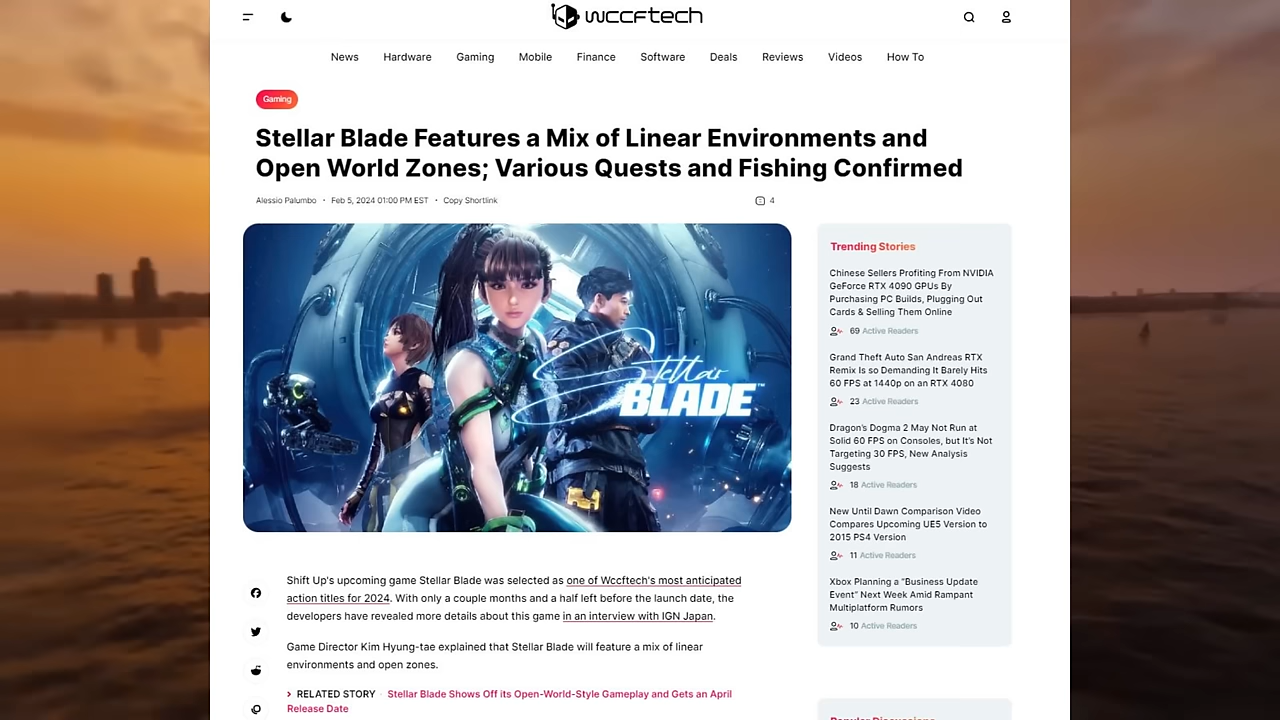 wccftech
News Hardware Gaming Mobile Finance Software Deals Reviews Videos How To
Gaming
Stellar Blade Features a Mix of Linear Environments and
Open World Zones; Various Quests and Fishing Confirmed
Alessio Palumbo • Feb 5, 2024 01:00 PM EST • Copy Shortlink
4
Stellar
BLADE™
Shift Up's upcoming game Stellar Blade was selected as one of Wccftech's most anticipated
action titles for 2024. With only a couple months and a half left before the launch date, the
developers have revealed more details about this game in an interview with IGN Japan.
Game Director Kim Hyung-tae explained that Stellar Blade will feature a mix of linear
environments and open zones.
RELATED STORY Stellar Blade Shows Off its Open-World-Style Gameplay and Gets an April
Release Date
Trending Stories
Chinese Sellers Profiting From NVIDIA
GeForce RTX 4090 GPUs By
Purchasing PC Builds, Plugging Out
Cards & Selling Them Online
69 Active Readers
Grand Theft Auto San Andreas RTX
Remix Is so Demanding It Barely Hits
60 FPS at 1440p on an RTX 4080
23 Active Readers
Dragon's Dogma 2 May Not Run at
Solid 60 FPS on Consoles, but It's Not
Targeting 30 FPS, New Analysis
Suggests
18 Active Readers
New Until Dawn Comparison Video
Compares Upcoming UE5 Version to
2015 PS4 Version
11 Active Readers
Xbox Planning a “Business Update
Event” Next Week Amid Rampant
Multiplatform Rumors
10 Active Readers
Popular Discussions